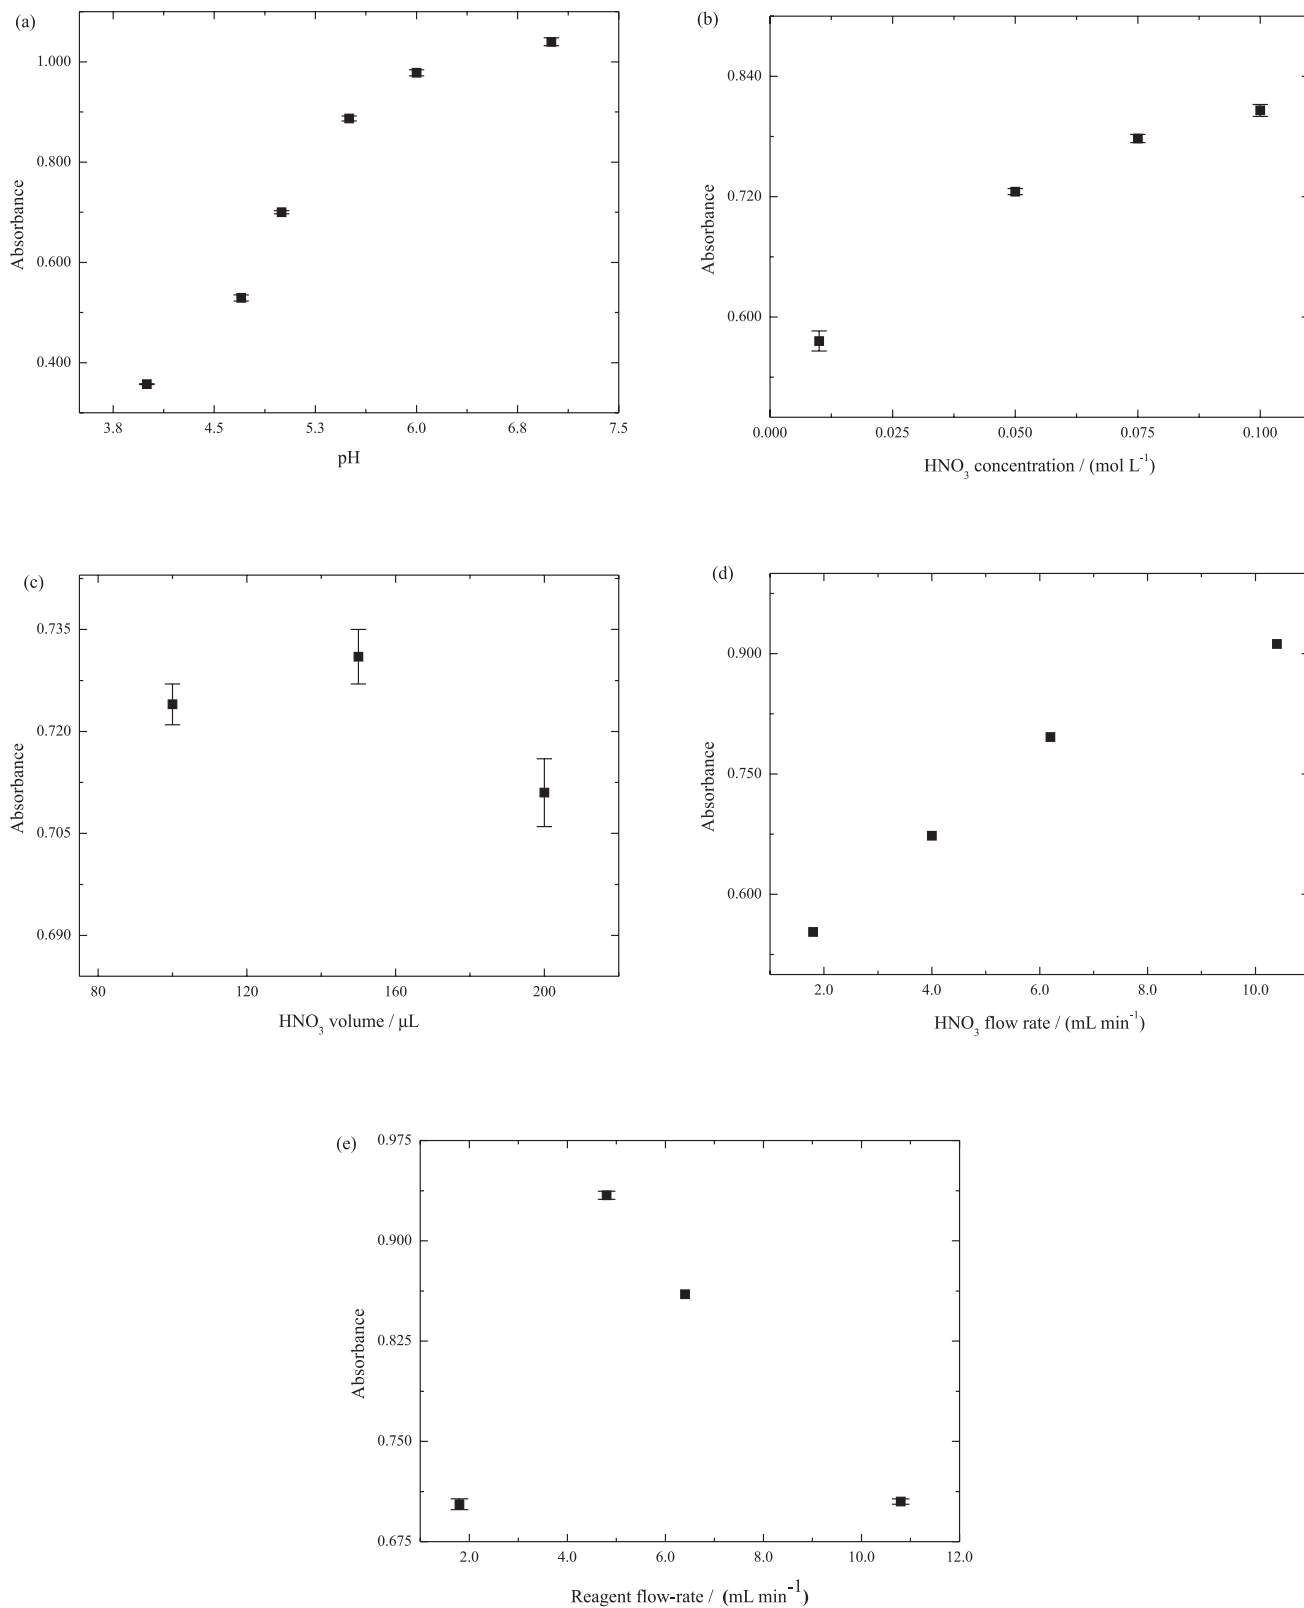 (a)
1.000
0.800
0.600
0.400
Absorbance
3.8 4.5 5.3 6.0 6.8 7.5
pH
(b)
0.840
0.720
0.600
Absorbance
0.000 0.025 0.050 0.075 0.100
HNO3 concentration / (mol L-1)
(c)
0.735
0.720
0.705
0.690
Absorbance
80 120 160 200
HNO3 volume / µL
(d)
0.900
0.750
0.600
Absorbance
2.0 4.0 6.0 8.0 10.0
HNO3 flow rate / (mL min-1)
(e)
0.975
0.900
0.825
0.750
0.675
Absorbance
2.0 4.0 6.0 8.0 10.0 12.0
Reagent flow-rate / (mL min-1)